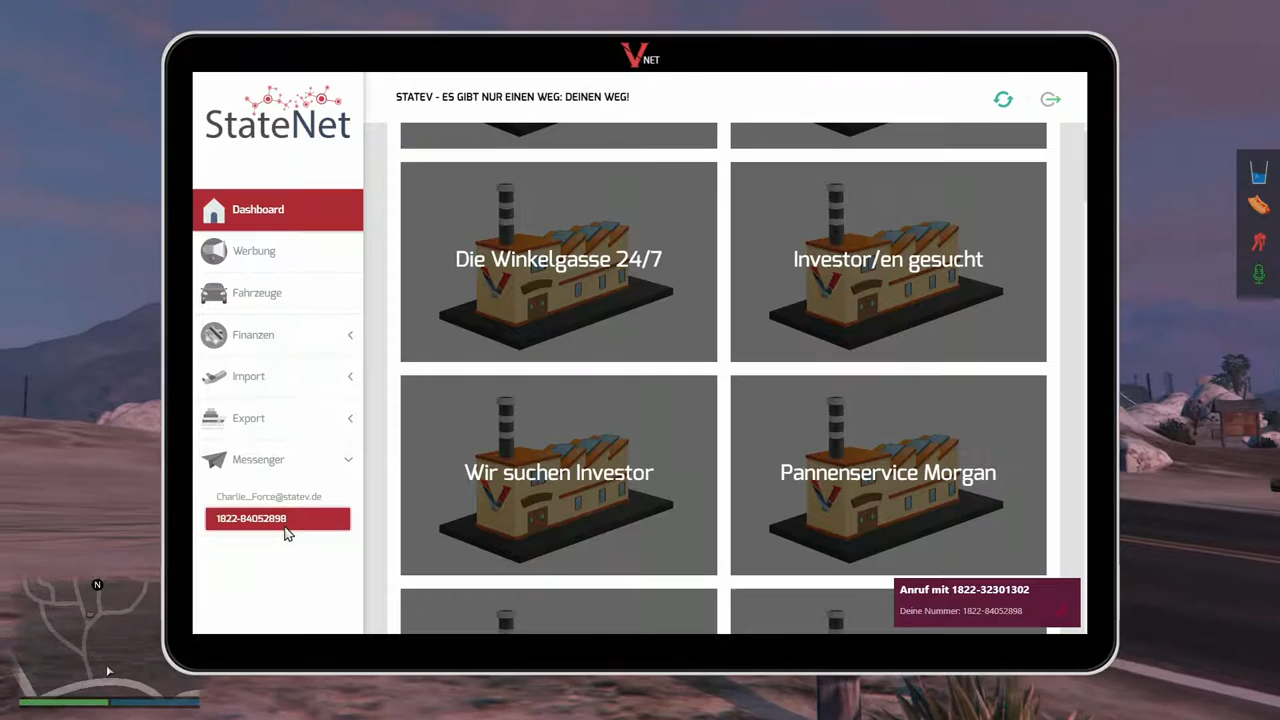 V NET
StateNet
STATEV - ES GIBT NUR EINEN WEG: DEINEN WEG!
Dashboard
Werbung
Fahrzeuge
Finanzen
Import
Export
Messenger
Charlie_Force@statev.de
1822-84052898
Die Winkelgasse 24/7
Investor/en gesucht
Wir suchen Investor
Pannenservice Morgan
Anruf mit 1822-32301302
Deine Nummer: 1822-84052898
N